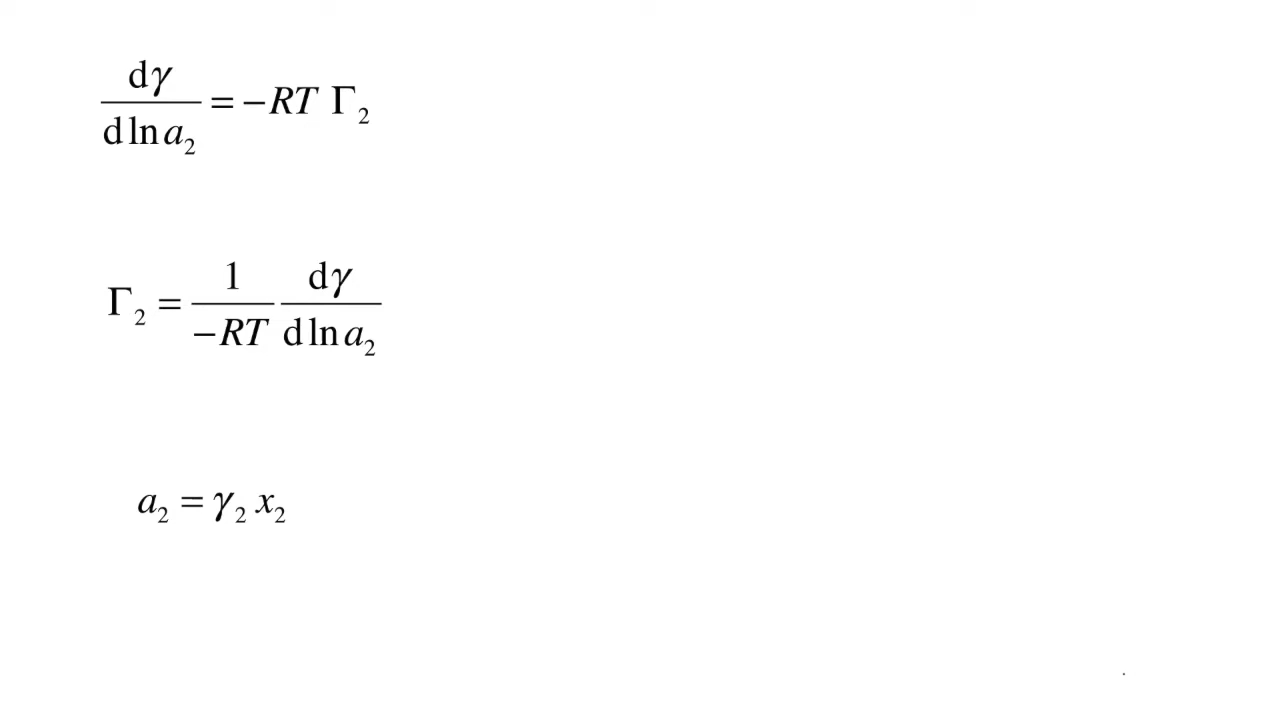 dγ/d ln a₂ = −RT Γ₂
Γ₂ = 1/−RT dγ/d ln a₂
a₂ = γ₂ x₂